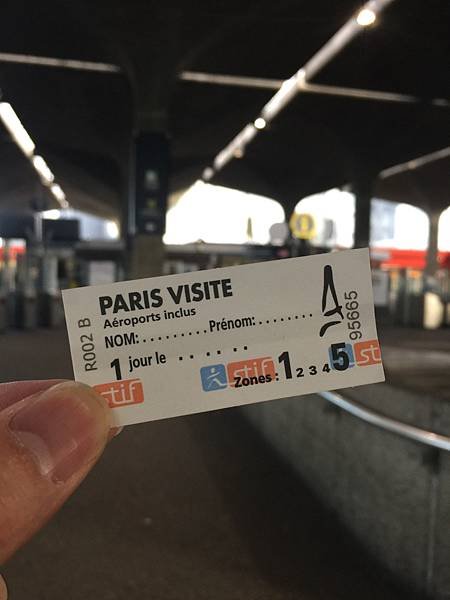 R002 B
PARIS VISITE
Aéroports inclus
NOM:.........Prénom:........
1 jour le .. ... ..
stif
stif
Zones : 1 2 3 4 5
st
A
95665